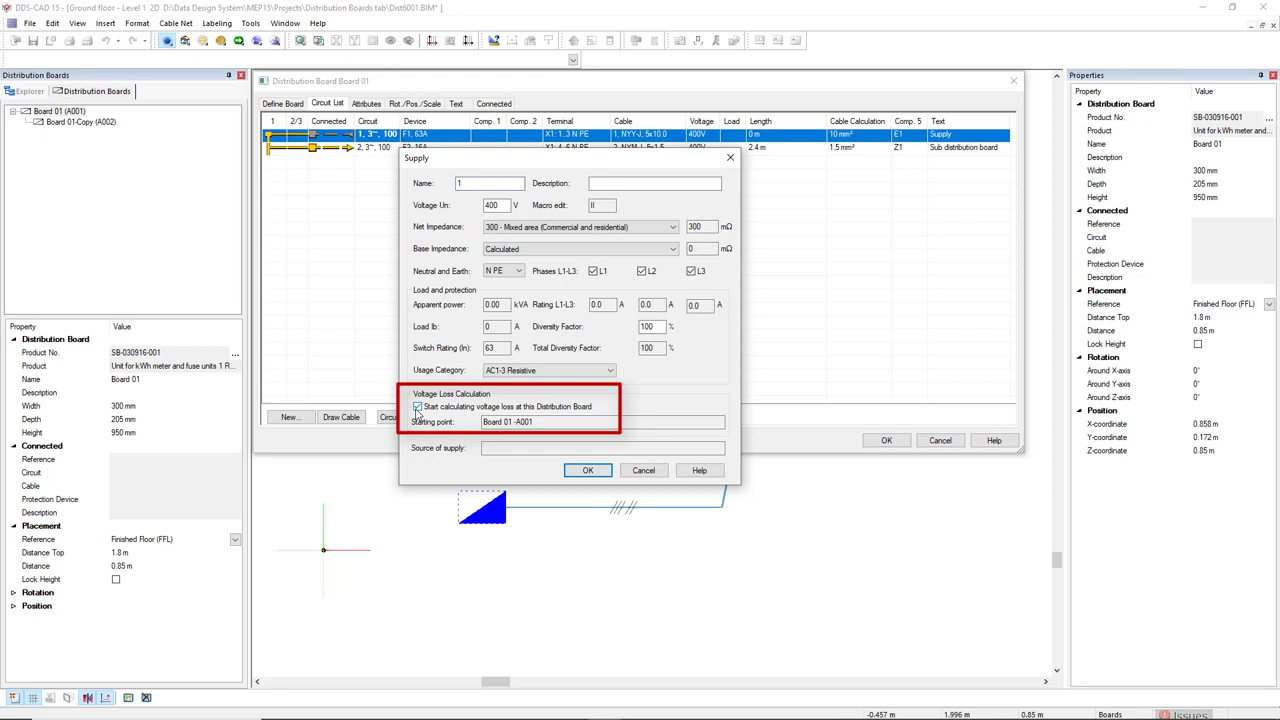 DDS-CAD 15 - [Ground floor - Level 1  2D  D:\Data Design System\MEP15\Projects\Distribution Boards tab\Dist6001.BIM* ]
File Edit View Insert Format Cable Net Labeling Tools Window Help
Distribution Boards
Explorer Distribution Boards
Board 01 (A001)
Board 01-Copy (A002)
Property Value
Distribution Board
Product No. SB-030916-001 ...
Product Unit for kWh meter and fuse units 1 R...
Name Board 01
Description
Width 300 mm
Depth 205 mm
Height 950 mm
Connected
Reference
Circuit
Cable
Protection Device
Description
Placement
Reference Finished Floor (FFL)
Distance Top 1.8 m
Distance 0.85 m
Lock Height
Rotation
Position
Distribution Board Board 01
Define Board Circuit List Attributes Rot./Pos./Scale Text Connected
1 2/3 Connected Circuit Device Comp. 1 Comp. 2 Terminal Cable Voltage Load Length Cable Calculation Comp. 5 Text
1, 3~, 100 F1, 63A X1: 1..3 N PE 1, NYY-J, 5x10.0 400V 0 m 10 mm² E1 Supply
2, 3~, 100 F2, 16A X1: 4..6 N PE 2, NYM-J, 5x1.5 400V 2.4 m 1.5 mm² Z1 Sub distribution board
New... Draw Cable Circu
OK Cancel Help
Supply
Name: 1 Description:
Voltage Un: 400 V Macro edit: II
Net Impedance: 300 - Mixed area (Commercial and residential) 300 mΩ
Base Impedance: Calculated 0 mΩ
Neutral and Earth: N PE Phases L1-L3: L1 L2 L3
Load and protection
Apparent power: 0.00 kVA Rating L1-L3: 0.0 A 0.0 A 0.0 A
Load Ib: 0 A Diversity Factor: 100 %
Switch Rating (In): 63 A Total Diversity Factor: 100 %
Usage Category: AC1-3 Resistive
Voltage Loss Calculation
Start calculating voltage loss at this Distribution Board
Starting point: Board 01 -A001
Source of supply:
OK Cancel Help
Properties
Property Value
Distribution Board
Product No. SB-030916-001 ...
Product Unit for kWh meter and...
Name Board 01
Description
Width 300 mm
Depth 205 mm
Height 950 mm
Connected
Reference
Circuit
Cable
Protection Device
Description
Placement
Reference Finished Floor (FFL)
Distance Top 1.8 m
Distance 0.85 m
Lock Height
Rotation
Around X-axis 0°
Around Y-axis 0°
Around Z-axis 0°
Position
X-coordinate 0.858 m
Y-coordinate 0.172 m
Z-coordinate 0.85 m
-0.457 m 1.996 m 0.85 m Boards Issues